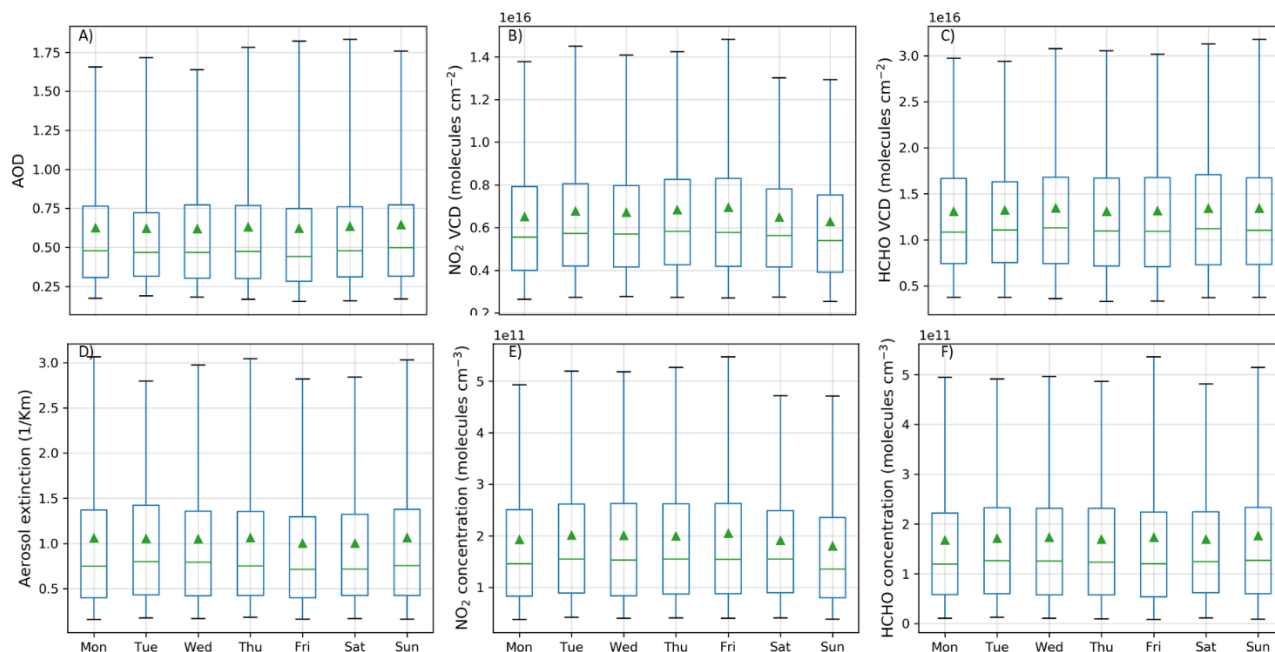 A)
1.75
1.50
1.25
1.00
0.75
0.50
0.25
AOD
1e16
B)
1.4
1.2
1.0
0.8
0.6
0.4
0.2
NO₂ VCD (molecules cm⁻²)
1e16
C)
3.0
2.5
2.0
1.5
1.0
0.5
HCHO VCD (molecules cm⁻²)
D)
3.0
2.5
2.0
1.5
1.0
0.5
Aerosol extinction (1/Km)
Mon Tue Wed Thu Fri Sat Sun
1e11
E)
5
4
3
2
1
NO₂ concentration (molecules cm⁻³)
Mon Tue Wed Thu Fri Sat Sun
1e11
F)
5
4
3
2
1
0
HCHO concentration (molecules cm⁻³)
Mon Tue Wed Thu Fri Sat Sun